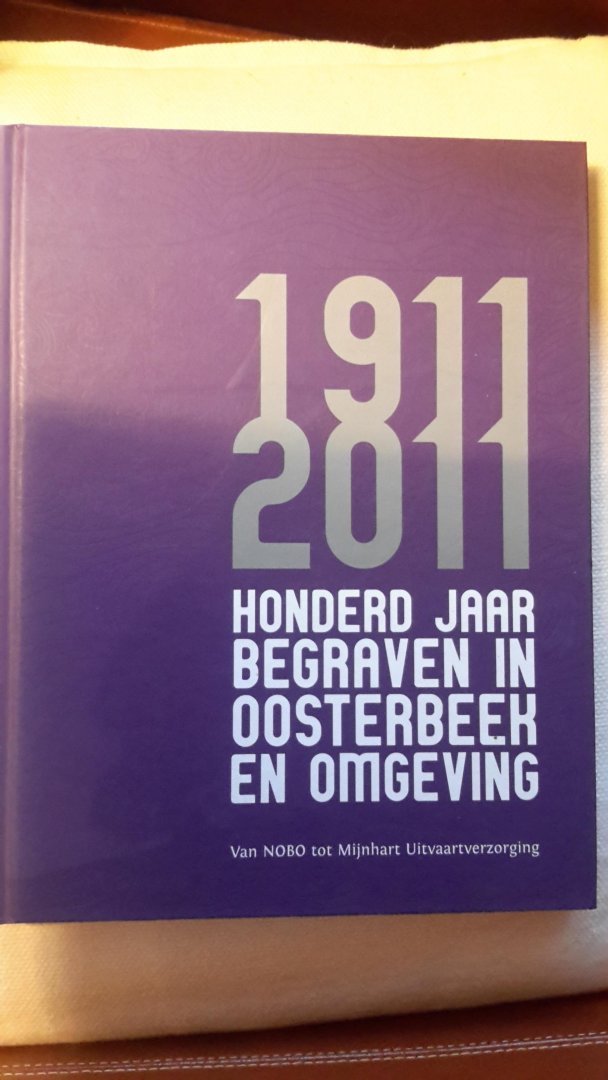 1911
2011
HONDERD JAAR
BEGRAVEN IN
OOSTERBEEK
EN OMGEVING
Van NOBO tot Mijnhart Uitvaartverzorging